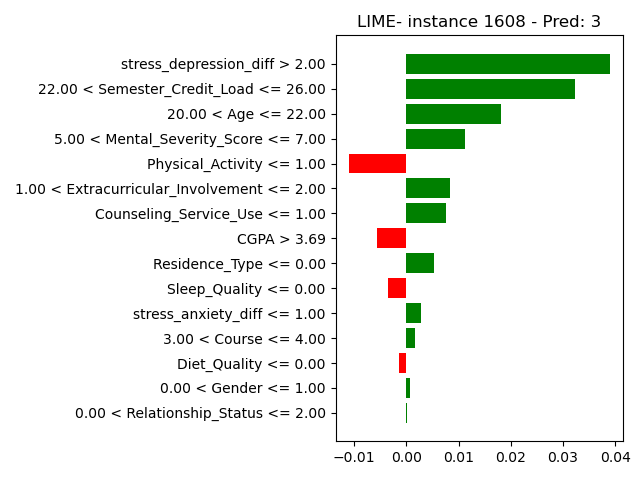 LIME- instance 1608 - Pred: 3
stress_depression_diff > 2.00
22.00 < Semester_Credit_Load <= 26.00
20.00 < Age <= 22.00
5.00 < Mental_Severity_Score <= 7.00
Physical_Activity <= 1.00
1.00 < Extracurricular_Involvement <= 2.00
Counseling_Service_Use <= 1.00
CGPA > 3.69
Residence_Type <= 0.00
Sleep_Quality <= 0.00
stress_anxiety_diff <= 1.00
3.00 < Course <= 4.00
Diet_Quality <= 0.00
0.00 < Gender <= 1.00
0.00 < Relationship_Status <= 2.00
−0.01 0.00 0.01 0.02 0.03 0.04